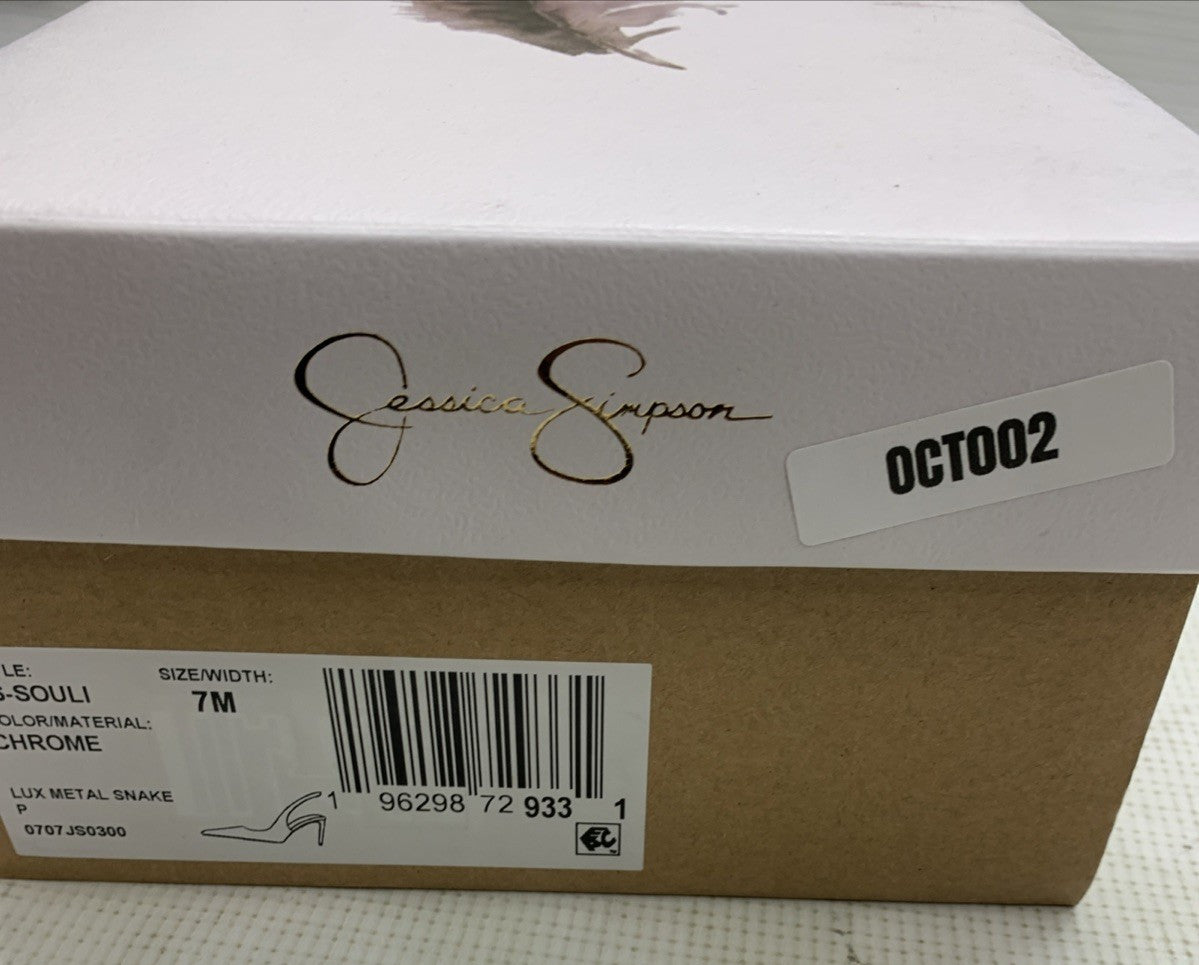 Jessica Simpson
OCT002
LE:
S-SOULI
SIZE/WIDTH:
7M
OLOR/MATERIAL:
CHROME
LUX METAL SNAKE
P
0707JS0300
1 96298 72 933 1